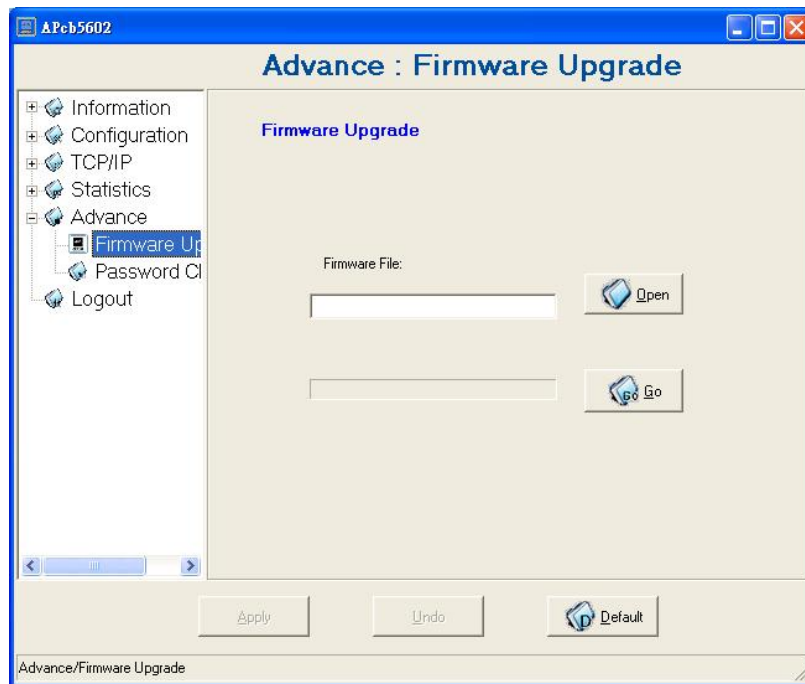 APcb5602
Advance : Firmware Upgrade
Information
Configuration
TCP/IP
Statistics
Advance
Firmware Up
Password Cl
Logout
Firmware Upgrade
Firmware File:
Open
Go Go
Apply
Undo
D Default
Advance/Firmware Upgrade